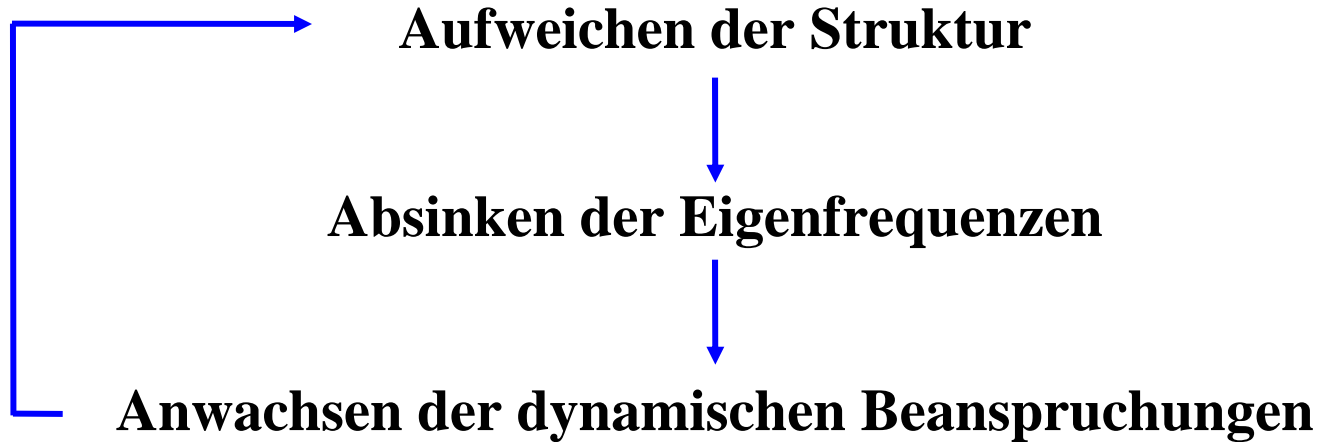 Aufweichen der Struktur
Absinken der Eigenfrequenzen
Anwachsen der dynamischen Beanspruchungen